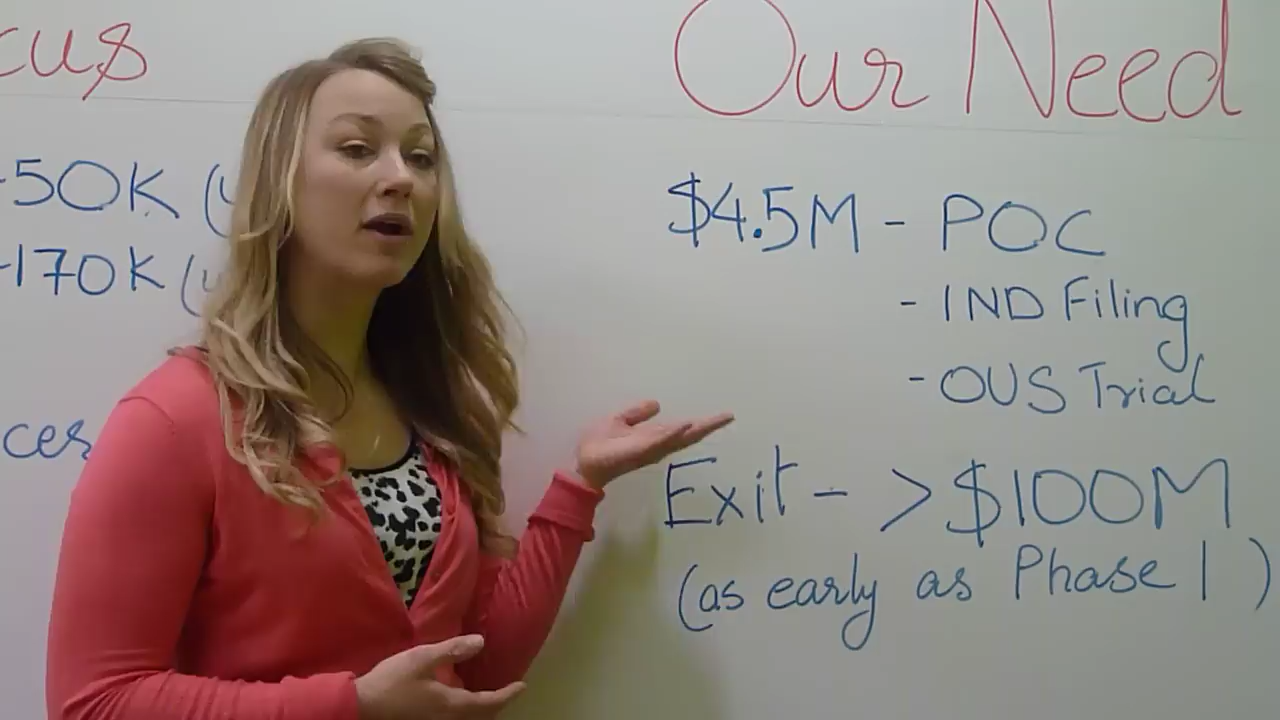 cus
-50K
-170K
ces
Our Need
$4.5M - POC
- IND Filing
- OUS Trial
Exit - > $100M
(as early as Phase 1)